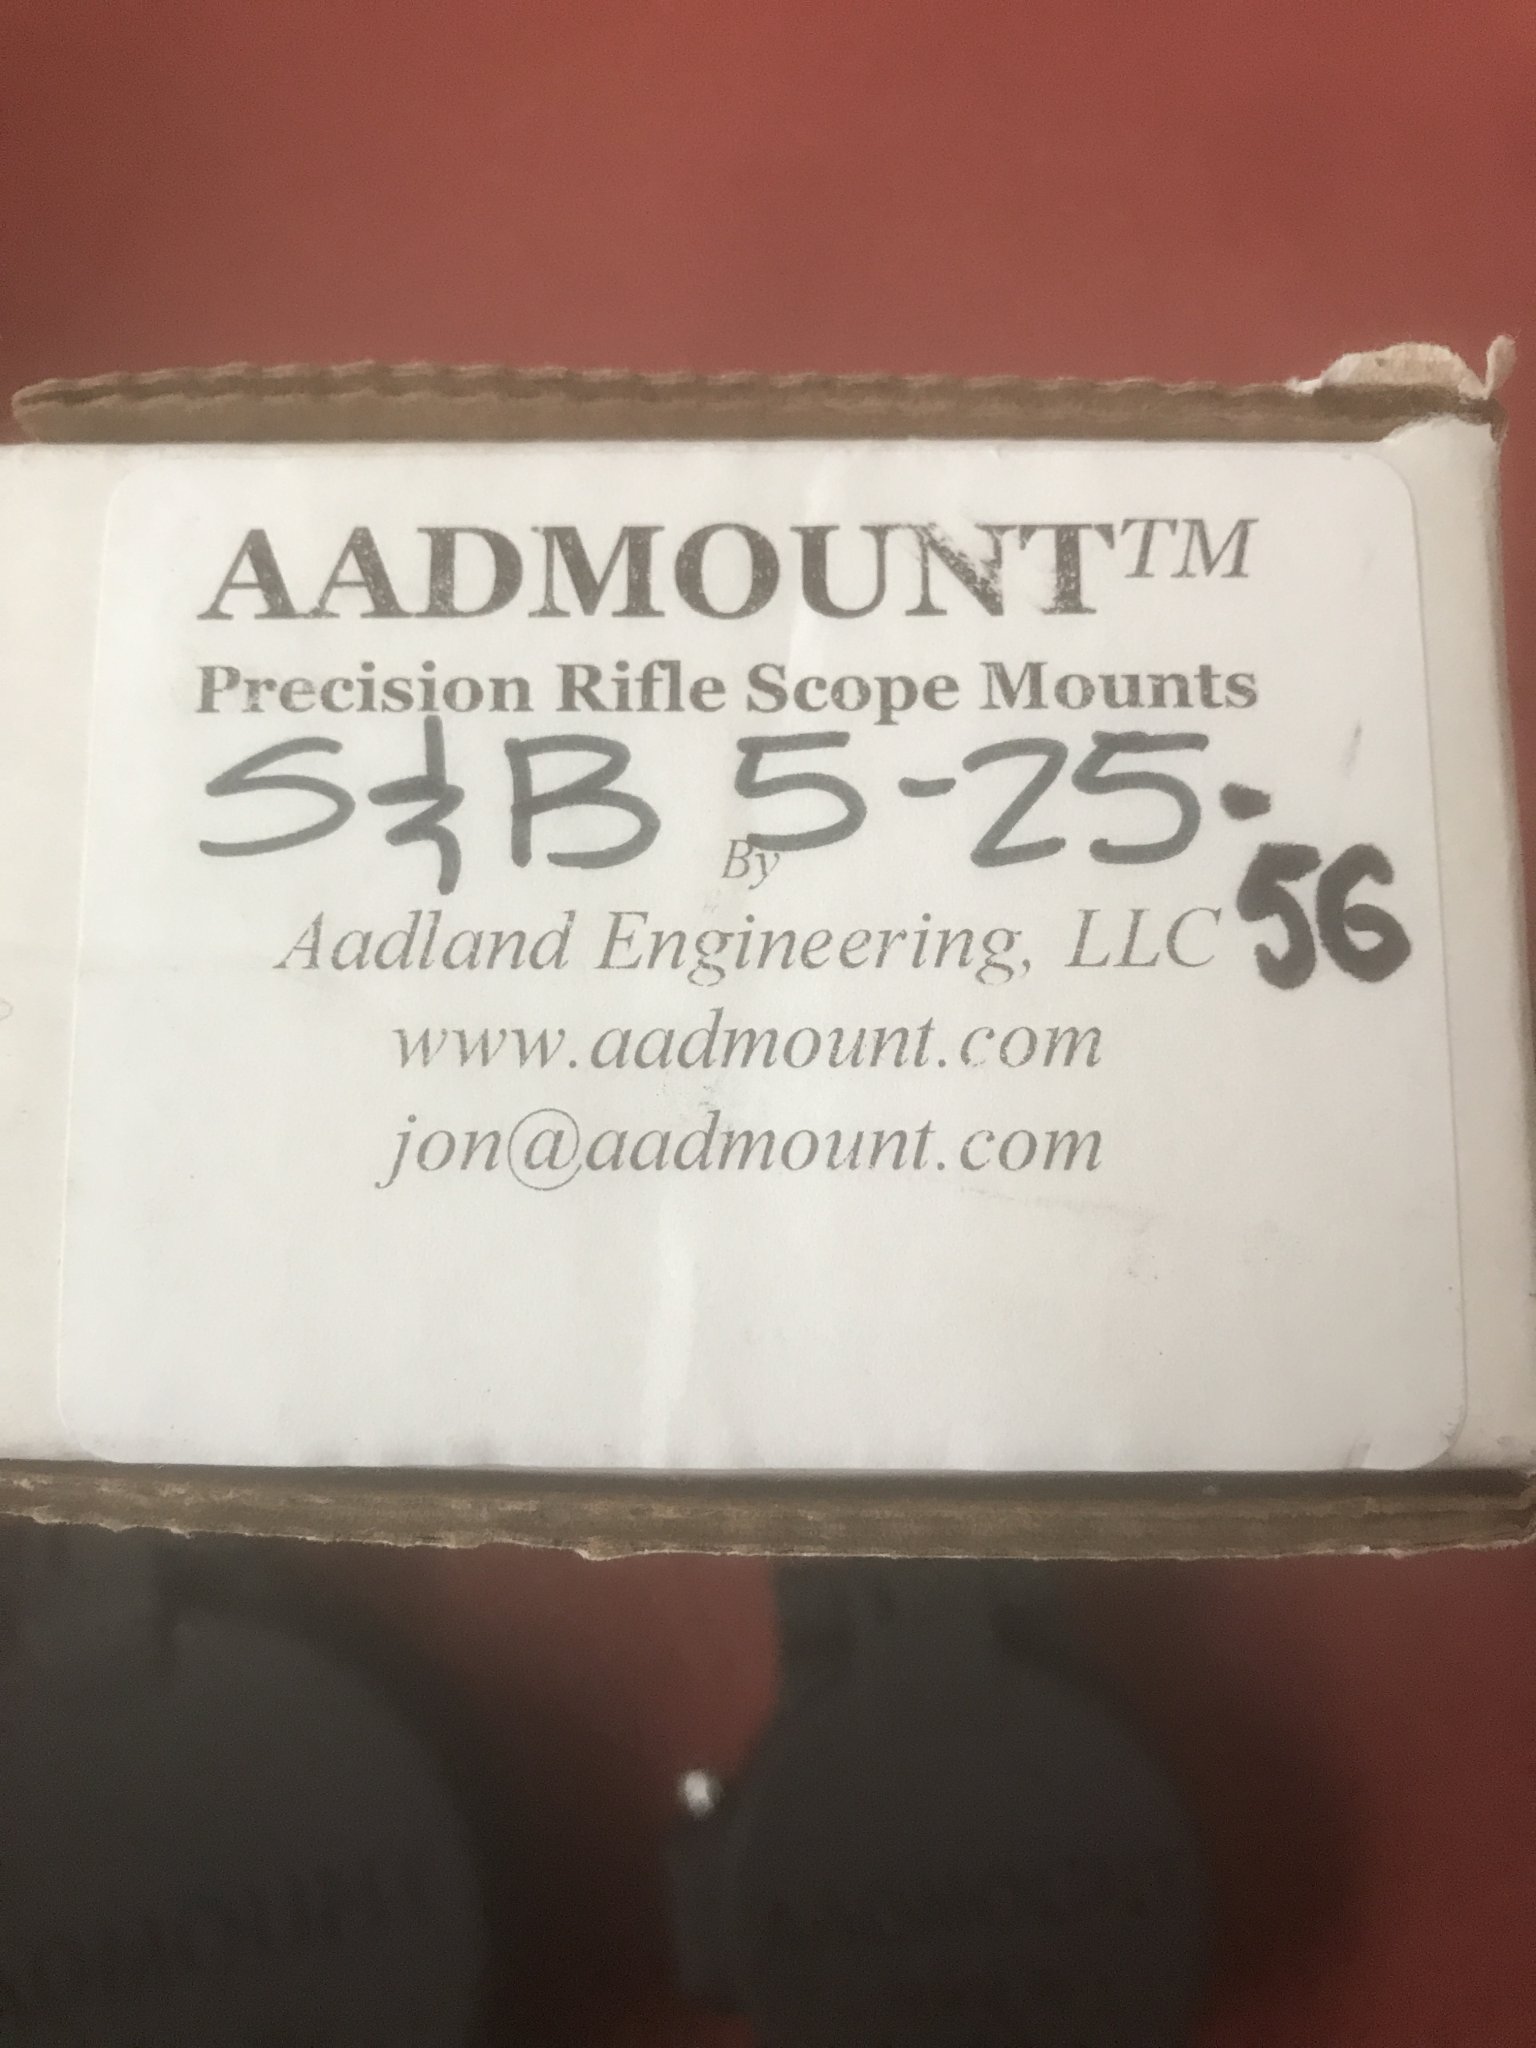 AADMOUNT™
Precision Rifle Scope Mounts
S&B 5-25-
56
By
Aadland Engineering, LLC
www.aadmount.com
jon@aadmount.com